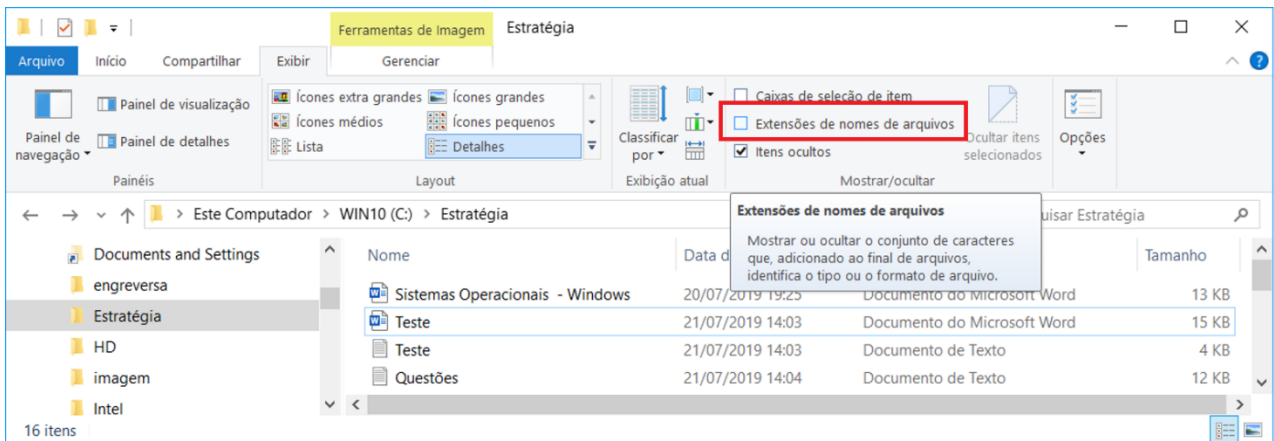 Ferramentas de Imagem Estratégia
Arquivo Início Compartilhar Exibir Gerenciar
Painel de navegação
Painel de visualização
Painel de detalhes
Painéis
Ícones extra grandes Ícones grandes
Ícones médios Ícones pequenos
Lista Detalhes
Layout
Classificar por
Exibição atual
Caixas de seleção de item
Extensões de nomes de arquivos
Itens ocultos
Ocultar itens selecionados
Mostrar/ocultar
Opções
Este Computador > WIN10 (C:) > Estratégia
Estratégia
Extensões de nomes de arquivos
Mostrar ou ocultar o conjunto de caracteres
que, adicionado ao final de arquivos,
identifica o tipo ou o formato de arquivo.
Documents and Settings
engreversa
Estratégia
HD
imagem
Intel
Nome Tamanho
Sistemas Operacionais - Windows 20/07/2019 19:25 Documento do Microsoft Word 13 KB
Teste 21/07/2019 14:03 Documento do Microsoft Word 15 KB
Teste 21/07/2019 14:03 Documento de Texto 4 KB
Questões 21/07/2019 14:04 Documento de Texto 12 KB
16 itens